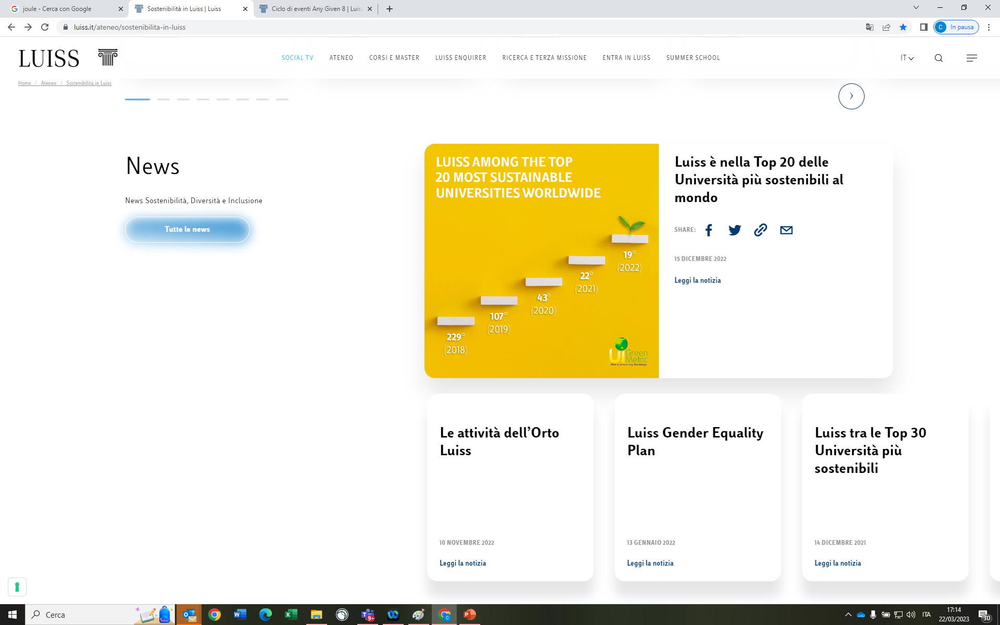 joule - Cerca con Google
Sostenibilità in Luiss | Luiss
Ciclo di eventi Any Given 8 | Luis
luiss.it/ateneo/sostenibilita-in-luiss
C In pausa
LUISS
SOCIAL TV
ATENEO
CORSI E MASTER
LUISS ENQUIRER
RICERCA E TERZA MISSIONE
ENTRA IN LUISS
SUMMER SCHOOL
IT
Home / Ateneo / Sostenibilità in Luiss
News
News Sostenibilità, Diversità e Inclusione
Tutte le news
LUISS AMONG THE TOP
20 MOST SUSTAINABLE
UNIVERSITIES WORLDWIDE
19°
(2022)
22°
(2021)
43°
(2020)
107°
(2019)
229°
(2018)
UI Green
Metric
World University Rankings
Luiss è nella Top 20 delle
Università più sostenibili al
mondo
SHARE:
15 DICEMBRE 2022
Leggi la notizia
Le attività dell’Orto
Luiss
10 NOVEMBRE 2022
Leggi la notizia
Luiss Gender Equality
Plan
13 GENNAIO 2022
Leggi la notizia
Luiss tra le Top 30
Università più
sostenibili
14 DICEMBRE 2021
Leggi la notizia
Cerca
9+
ITA
17:14
22/03/2023
30